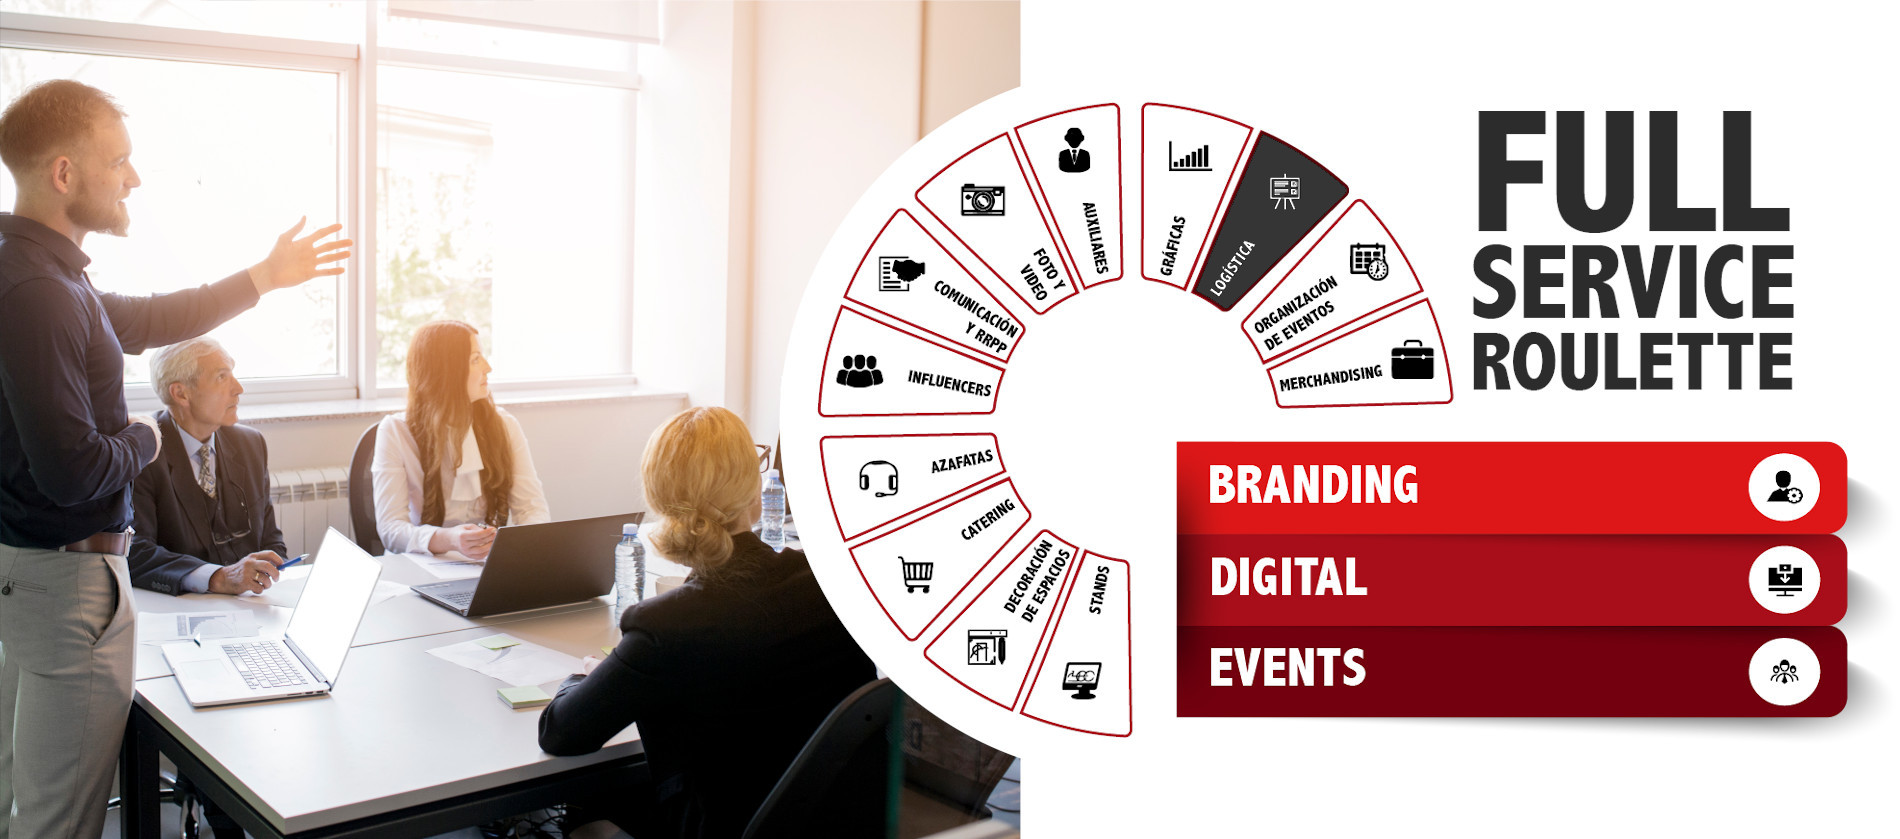 FULL
SERVICE
ROULETTE
STANDS
DECORACIÓN
DE ESPACIOS
CATERING
AZAFATAS
INFLUENCERS
COMUNICACIÓN
Y RRPP
FOTO Y
VIDEO
AUXILIARES
GRÁFICAS
LOGÍSTICA
ORGANIZACIÓN
DE EVENTOS
MERCHANDISING
BRANDING
DIGITAL
EVENTS